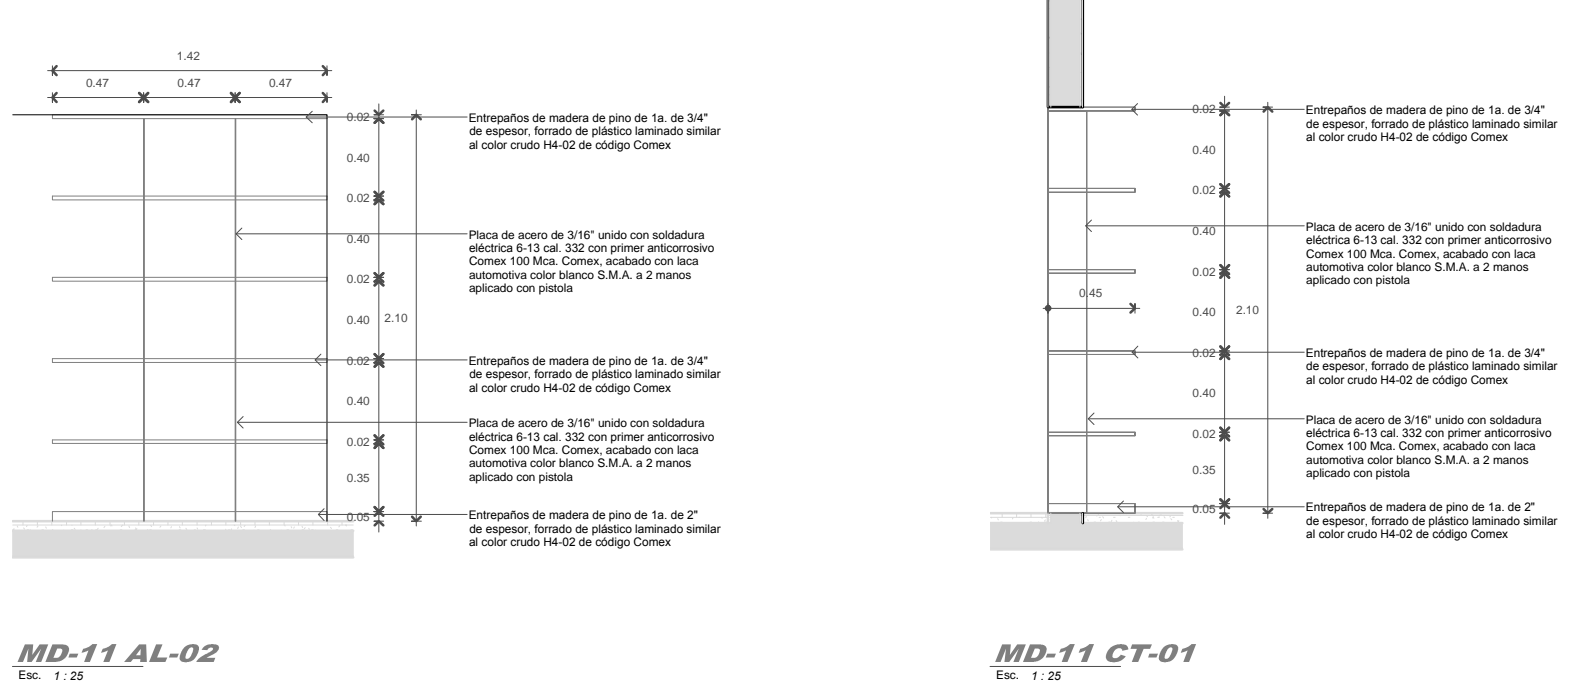 1.42
0.47 0.47 0.47
0.02
0.40
0.02
0.40
0.02
0.40
2.10
0.02
0.40
0.02
0.35
0.05
Entrepaños de madera de pino de 1a. de 3/4"
de espesor, forrado de plástico laminado similar
al color crudo H4-02 de código Comex
Placa de acero de 3/16" unido con soldadura
eléctrica 6-13 cal. 332 con primer anticorrosivo
Comex 100 Mca. Comex, acabado con laca
automotiva color blanco S.M.A. a 2 manos
aplicado con pistola
Entrepaños de madera de pino de 1a. de 3/4"
de espesor, forrado de plástico laminado similar
al color crudo H4-02 de código Comex
Placa de acero de 3/16" unido con soldadura
eléctrica 6-13 cal. 332 con primer anticorrosivo
Comex 100 Mca. Comex, acabado con laca
automotiva color blanco S.M.A. a 2 manos
aplicado con pistola
Entrepaños de madera de pino de 1a. de 2"
de espesor, forrado de plástico laminado similar
al color crudo H4-02 de código Comex
MD-11 AL-02
Esc. 1 : 25
0.02
0.40
0.02
0.40
0.02
0.45
0.40
2.10
0.02
0.40
0.02
0.35
0.05
Entrepaños de madera de pino de 1a. de 3/4"
de espesor, forrado de plástico laminado similar
al color crudo H4-02 de código Comex
Placa de acero de 3/16" unido con soldadura
eléctrica 6-13 cal. 332 con primer anticorrosivo
Comex 100 Mca. Comex, acabado con laca
automotiva color blanco S.M.A. a 2 manos
aplicado con pistola
Entrepaños de madera de pino de 1a. de 3/4"
de espesor, forrado de plástico laminado similar
al color crudo H4-02 de código Comex
Placa de acero de 3/16" unido con soldadura
eléctrica 6-13 cal. 332 con primer anticorrosivo
Comex 100 Mca. Comex, acabado con laca
automotiva color blanco S.M.A. a 2 manos
aplicado con pistola
Entrepaños de madera de pino de 1a. de 2"
de espesor, forrado de plástico laminado similar
al color crudo H4-02 de código Comex
MD-11 CT-01
Esc. 1 : 25